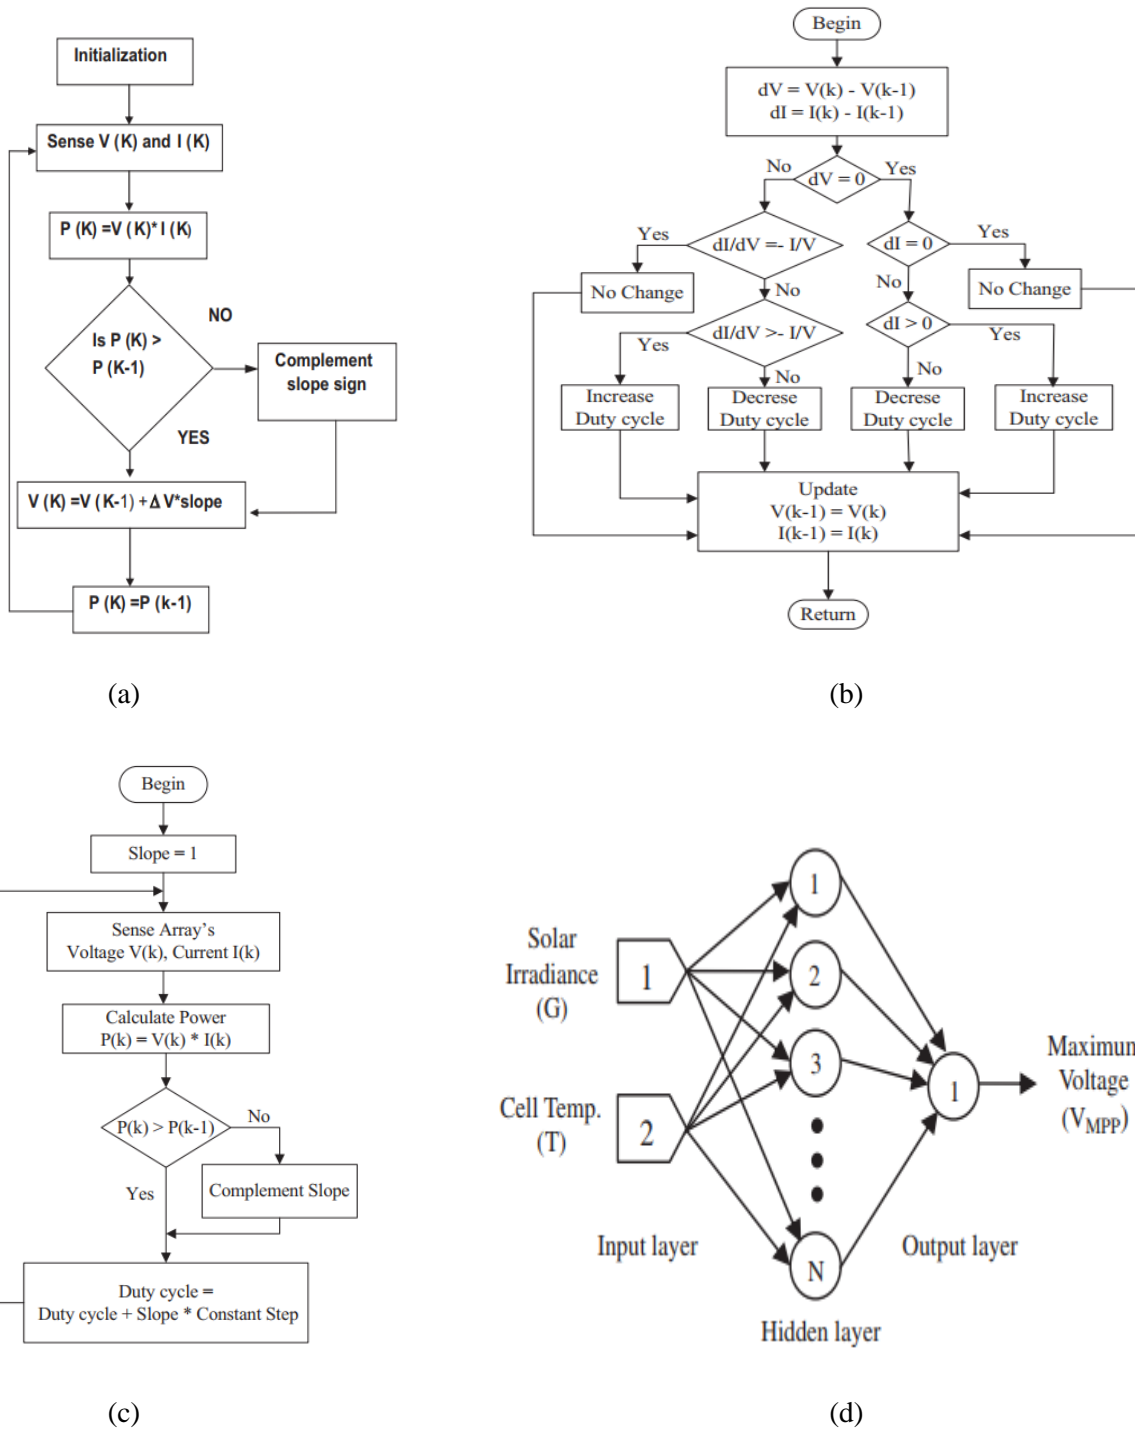 Initialization
Sense V (K) and I (K)
P (K) =V (K)* I (K)
Is P (K) >
P (K-1)
NO
Complement
slope sign
YES
V (K) =V (K-1) +Δ V*slope
P (K) =P (k-1)
(a)
Begin
dV = V(k) - V(k-1)
dI = I(k) - I(k-1)
No
dV = 0
Yes
Yes
dI/dV =- I/V
dI = 0
Yes
No Change
No
No
No Change
Yes
dI/dV >- I/V
dI > 0
Yes
No
No
Increase
Duty cycle
Decrese
Duty cycle
Decrese
Duty cycle
Increase
Duty cycle
Update
V(k-1) = V(k)
I(k-1) = I(k)
Return
(b)
Begin
Slope = 1
Sense Array's
Voltage V(k), Current I(k)
Calculate Power
P(k) = V(k) * I(k)
P(k) > P(k-1)
No
Yes
Complement Slope
Duty cycle =
Duty cycle + Slope * Constant Step
(c)
Solar
Irradiance
(G)
1
Cell Temp.
(T)
2
1
2
3
N
1
Maximun
Voltage
(VMPP)
Input layer
Output layer
Hidden layer
(d)